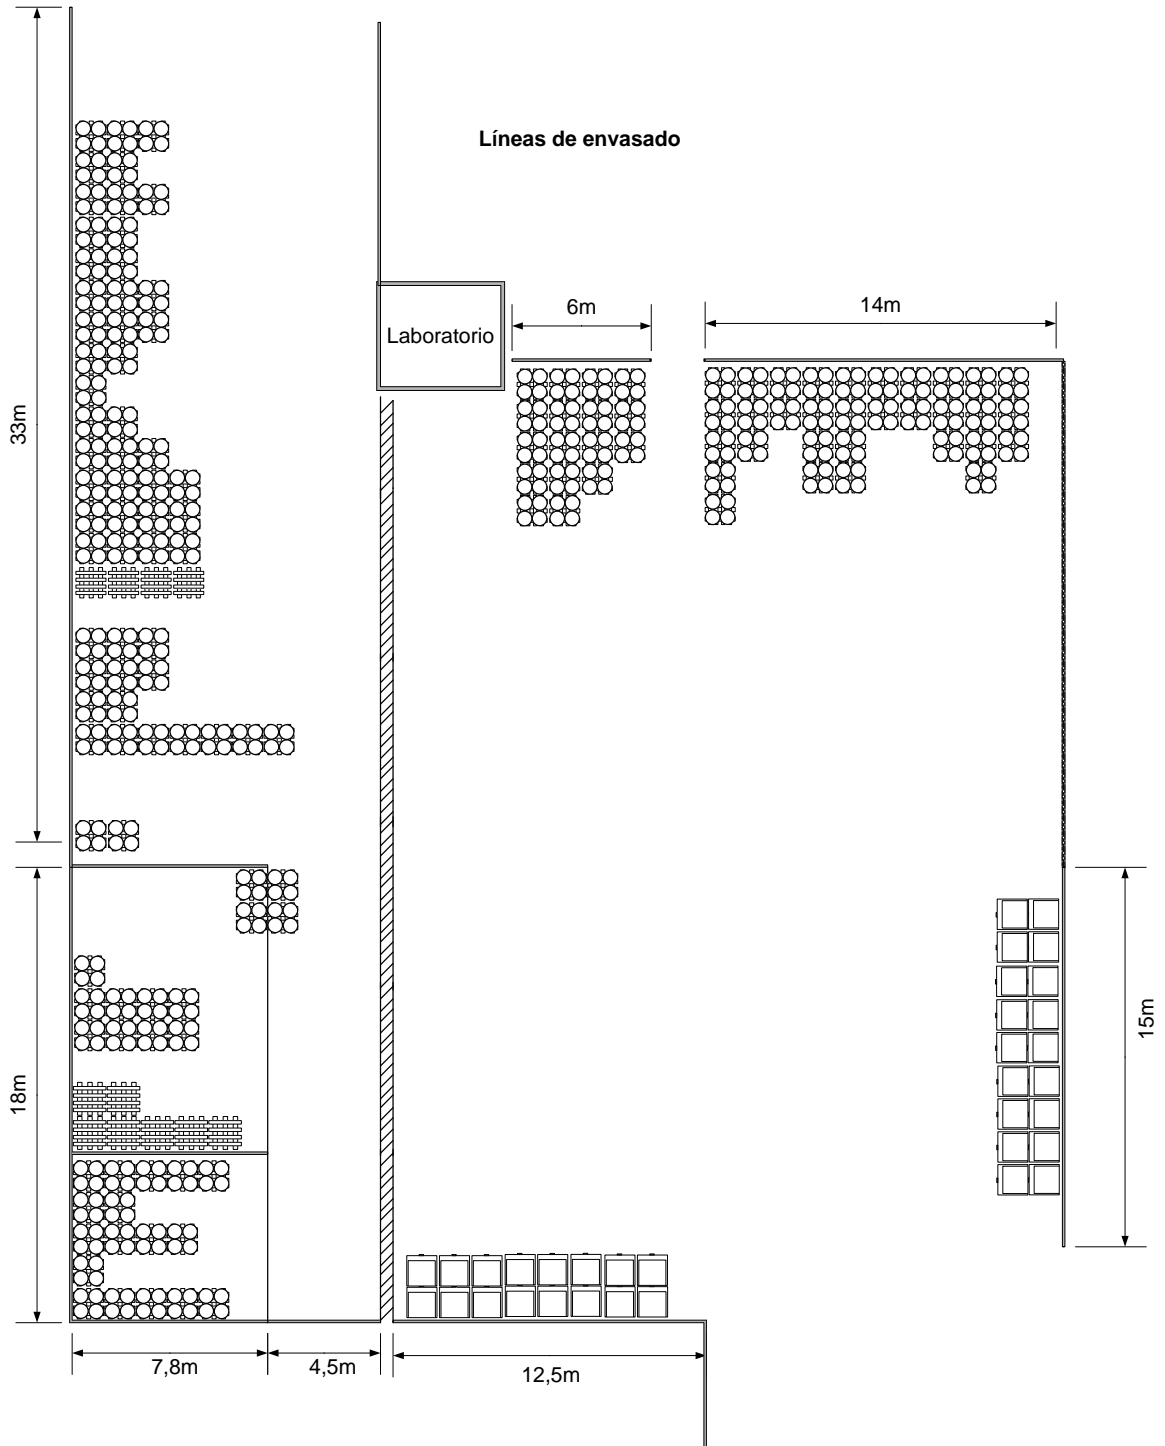 Líneas de envasado
6m
14m
Laboratorio
33m
15m
18m
7,8m
4,5m
12,5m